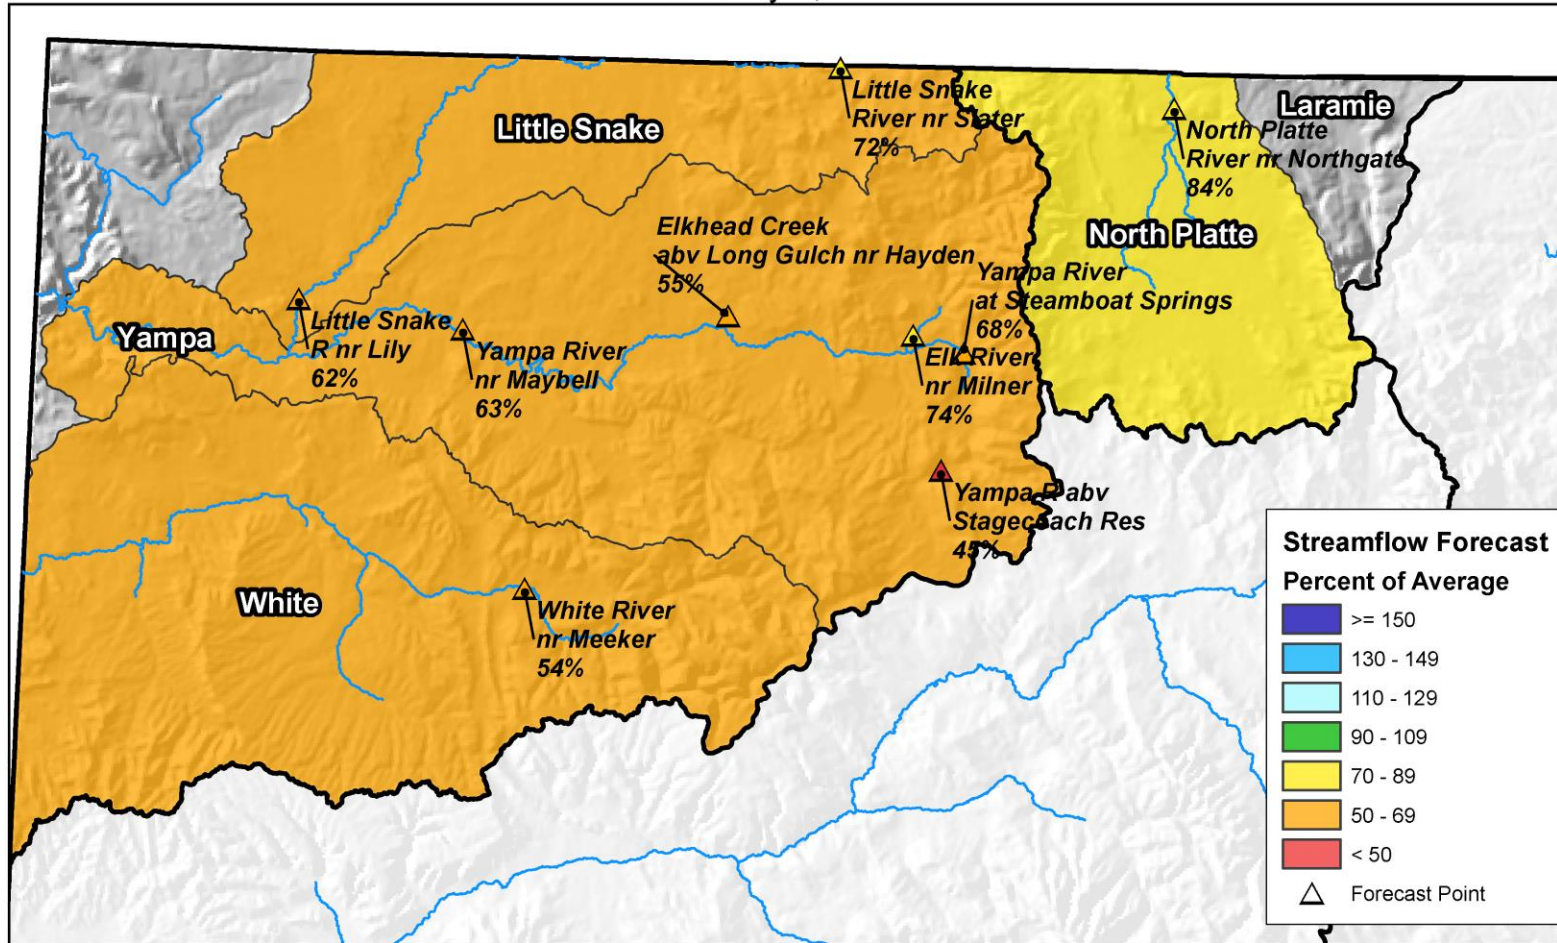 Little Snake
Little Snake
River nr Slater
72%
Laramie
North Platte
River nr Northgate
84%
North Platte
Elkhead Creek
abv Long Gulch nr Hayden
55%
Yampa River
at Steamboat Springs
68%
Yampa
Little Snake
R nr Lily
62%
Yampa River
nr Maybell
63%
Elk River
nr Milner
74%
Yampa R abv
Stagecoach Res
45%
White
White River
nr Meeker
54%
Streamflow Forecast
Percent of Average
>= 150
130 - 149
110 - 129
90 - 109
70 - 89
50 - 69
< 50
Forecast Point